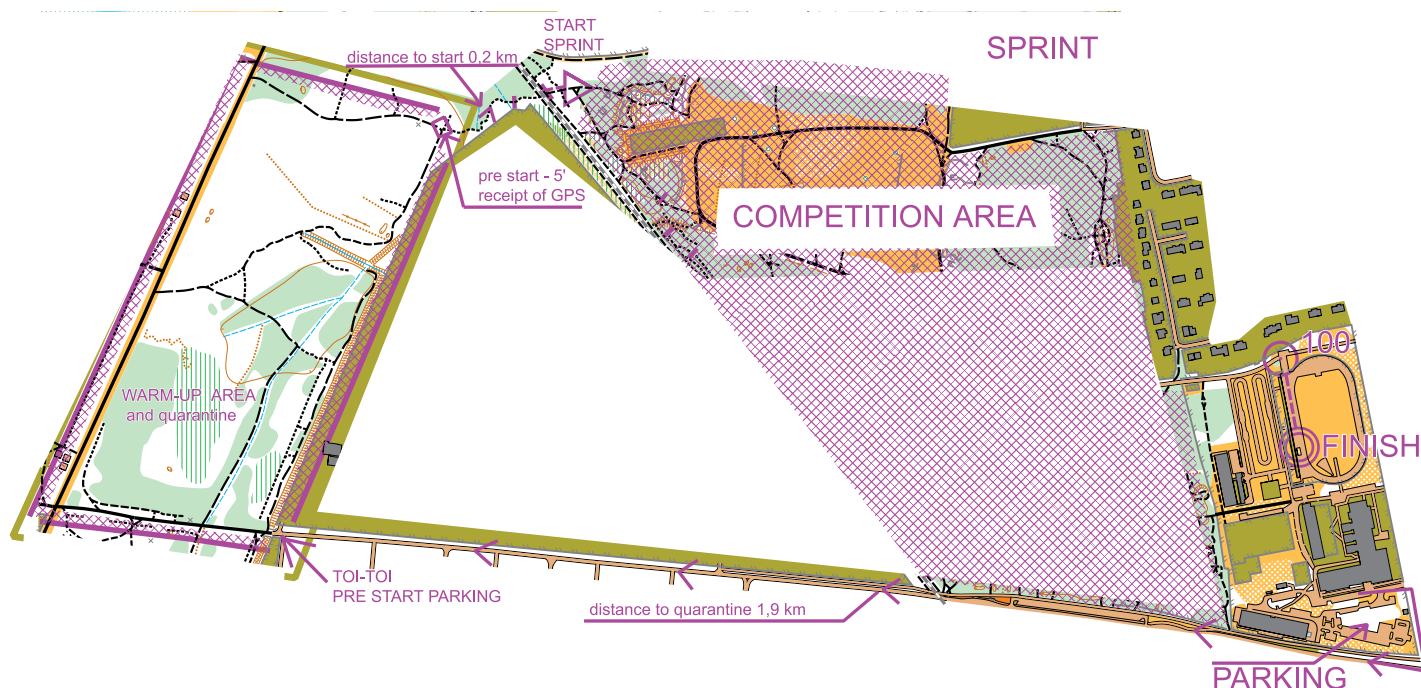 START
SPRINT
SPRINT
distance to start 0,2 km
pre start - 5'
receipt of GPS
COMPETITION AREA
100
WARM-UP AREA
and quarantine
FINISH
TOI-TOI
PRE START PARKING
distance to quarantine 1,9 km
PARKING